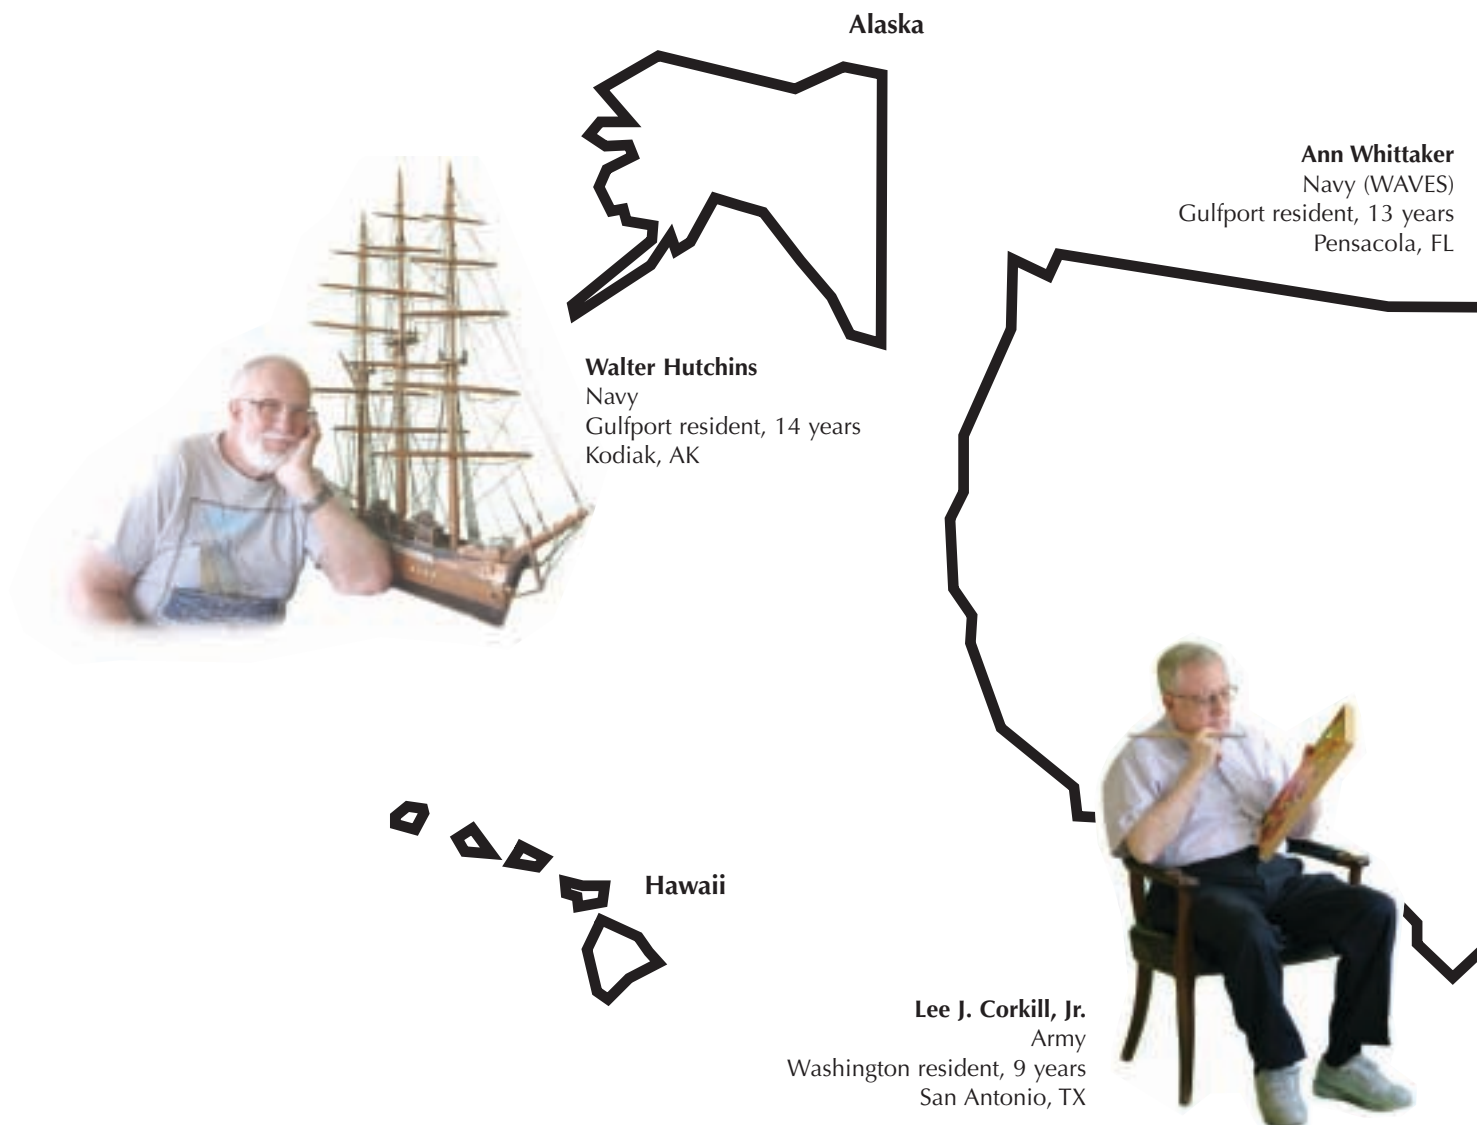 Alaska
Ann Whittaker
Navy (WAVES)
Gulfport resident, 13 years
Pensacola, FL
Walter Hutchins
Navy
Gulfport resident, 14 years
Kodiak, AK
Hawaii
Lee J. Corkill, Jr.
Army
Washington resident, 9 years
San Antonio, TX